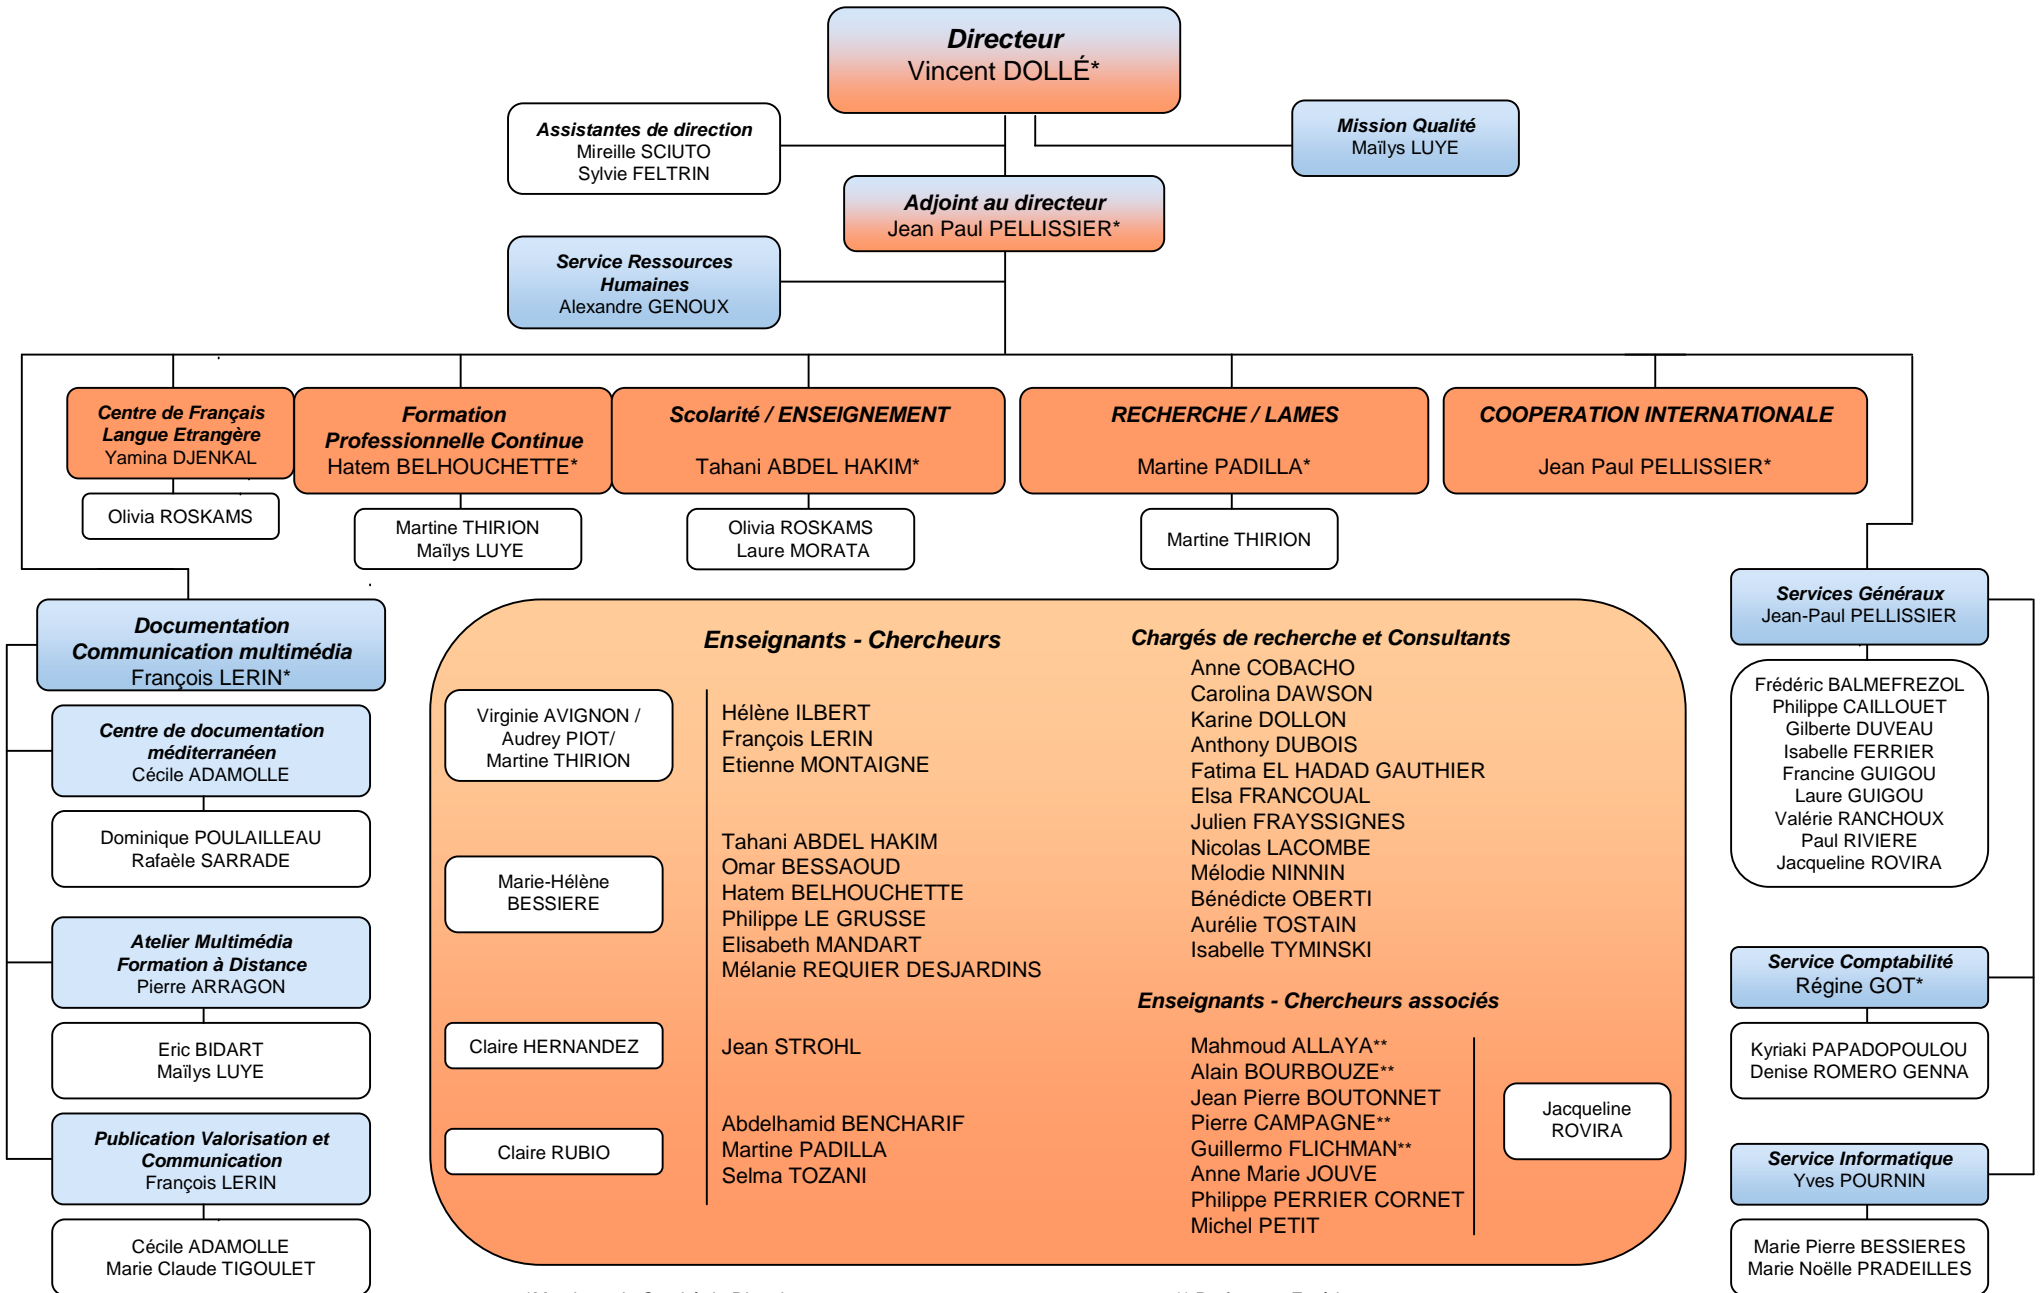 Directeur
Vincent DOLLÉ*
Assistantes de direction
Mireille SCIUTO
Sylvie FELTRIN
Mission Qualité
Maïlys LUYE
Adjoint au directeur
Jean Paul PELLISSIER*
Service Ressources
Humaines
Alexandre GENOUX
Centre de Français
Langue Etrangère
Yamina DJENKAL
Olivia ROSKAMS
Formation
Professionnelle Continue
Hatem BELHOUCHETTE*
Martine THIRION
Maïlys LUYE
Scolarité / ENSEIGNEMENT
Tahani ABDEL HAKIM*
Olivia ROSKAMS
Laure MORATA
RECHERCHE / LAMES
Martine PADILLA*
Martine THIRION
COOPERATION INTERNATIONALE
Jean Paul PELLISSIER*
Documentation
Communication multimédia
François LERIN*
Centre de documentation
méditerranéen
Cécile ADAMOLLE
Dominique POULAILLEAU
Rafaèle SARRADE
Atelier Multimédia
Formation à Distance
Pierre ARRAGON
Eric BIDART
Maïlys LUYE
Publication Valorisation et
Communication
François LERIN
Cécile ADAMOLLE
Marie Claude TIGOULET
Enseignants - Chercheurs
Virginie AVIGNON /
Audrey PIOT/
Martine THIRION
Hélène ILBERT
François LERIN
Etienne MONTAIGNE
Marie-Hélène
BESSIERE
Tahani ABDEL HAKIM
Omar BESSAOUD
Hatem BELHOUCHETTE
Philippe LE GRUSSE
Elisabeth MANDART
Mélanie REQUIER DESJARDINS
Claire HERNANDEZ
Jean STROHL
Claire RUBIO
Abdelhamid BENCHARIF
Martine PADILLA
Selma TOZANI
Chargés de recherche et Consultants
Anne COBACHO
Carolina DAWSON
Karine DOLLON
Anthony DUBOIS
Fatima EL HADAD GAUTHIER
Elsa FRANCOUAL
Julien FRAYSSIGNES
Nicolas LACOMBE
Mélodie NINNIN
Bénédicte OBERTI
Aurélie TOSTAIN
Isabelle TYMINSKI
Enseignants - Chercheurs associés
Mahmoud ALLAYA**
Alain BOURBOUZE**
Jean Pierre BOUTONNET
Pierre CAMPAGNE**
Guillermo FLICHMAN**
Anne Marie JOUVE
Philippe PERRIER CORNET
Michel PETIT
Jacqueline
ROVIRA
Services Généraux
Jean-Paul PELLISSIER
Frédéric BALMEFREZOL
Philippe CAILLOUET
Gilberte DUVEAU
Isabelle FERRIER
Francine GUIGOU
Laure GUIGOU
Valérie RANCHOUX
Paul RIVIERE
Jacqueline ROVIRA
Service Comptabilité
Régine GOT*
Kyriaki PAPADOPOULOU
Denise ROMERO GENNA
Service Informatique
Yves POURNIN
Marie Pierre BESSIERES
Marie Noëlle PRADEILLES